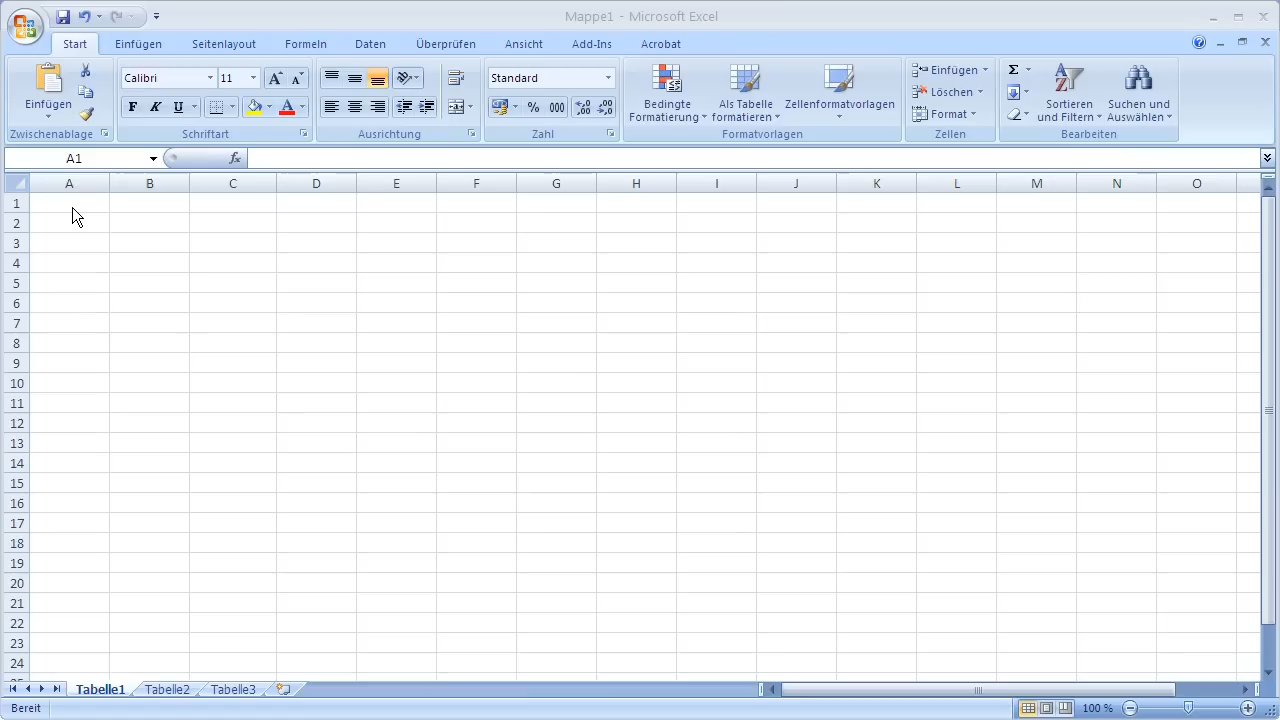 Mappe1 - Microsoft Excel
Start Einfügen Seitenlayout Formeln Daten Überprüfen Ansicht Add-Ins Acrobat
Einfügen
Zwischenablage
Calibri 11
F K U
Schriftart
Ausrichtung
Standard
% 000
Zahl
Bedingte Formatierung
Als Tabelle formatieren
Zellenformatvorlagen
Formatvorlagen
Einfügen
Löschen
Format
Zellen
Σ
Sortieren und Filtern
Suchen und Auswählen
Bearbeiten
A1 fx
A B C D E F G H I J K L M N O
1
2
3
4
5
6
7
8
9
10
11
12
13
14
15
16
17
18
19
20
21
22
23
24
Tabelle1 Tabelle2 Tabelle3
Bereit 100 %